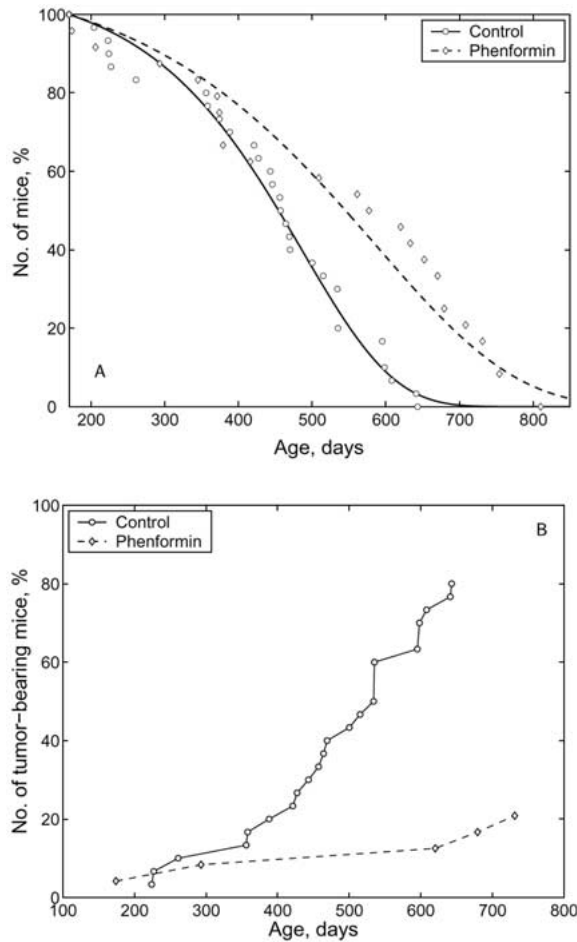 100
80
60
40
20
0
No. of mice, %
Control
Phenformin
A
200 300 400 500 600 700 800
Age, days
100
80
60
40
20
0
No. of tumor-bearing mice, %
Control
Phenformin
B
100 200 300 400 500 600 700 800
Age, days